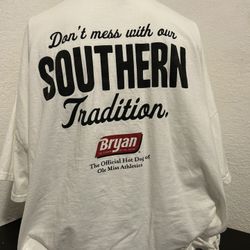 Don't mess with our
SOUTHERN
Tradition.
Bryan
The Official Hot Dog of
Ole Miss Athletics